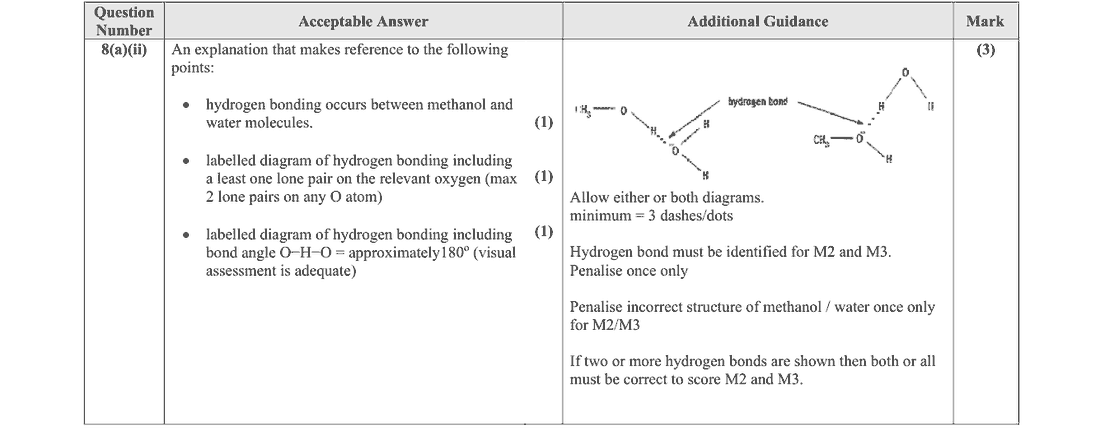 Question Number
Acceptable Answer
Additional Guidance
Mark
8(a)(ii)
An explanation that makes reference to the following
points:
• hydrogen bonding occurs between methanol and
water molecules. (1)
• labelled diagram of hydrogen bonding including
a least one lone pair on the relevant oxygen (max (1)
2 lone pairs on any O atom)
• labelled diagram of hydrogen bonding including (1)
bond angle O–H–O = approximately180º (visual
assessment is adequate)
hydrogen bond
O
H
H
H₃
O
H
H
O
H
CH₃
O
H
Allow either or both diagrams.
minimum = 3 dashes/dots
Hydrogen bond must be identified for M2 and M3.
Penalise once only
Penalise incorrect structure of methanol / water once only
for M2/M3
If two or more hydrogen bonds are shown then both or all
must be correct to score M2 and M3.
(3)